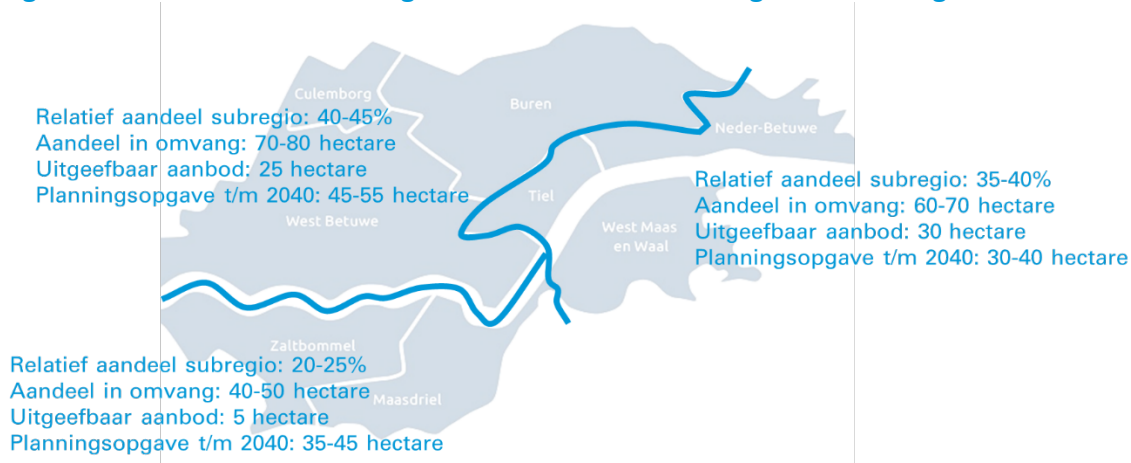 Culemborg
Buren
Neder-Betuwe
Relatief aandeel subregio: 40-45%
Aandeel in omvang: 70-80 hectare
Uitgeefbaar aanbod: 25 hectare
Planningsopgave t/m 2040: 45-55 hectare
Tiel
West Betuwe
West Maas
en Waal
Relatief aandeel subregio: 35-40%
Aandeel in omvang: 60-70 hectare
Uitgeefbaar aanbod: 30 hectare
Planningsopgave t/m 2040: 30-40 hectare
Zaltbommel
Maasdriel
Relatief aandeel subregio: 20-25%
Aandeel in omvang: 40-50 hectare
Uitgeefbaar aanbod: 5 hectare
Planningsopgave t/m 2040: 35-45 hectare